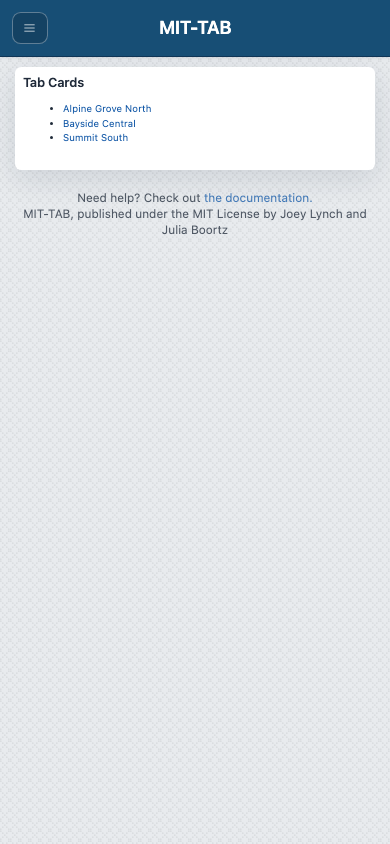 MIT-TAB
Tab Cards
Alpine Grove North
Bayside Central
Summit South
Need help? Check out the documentation.
MIT-TAB, published under the MIT License by Joey Lynch and
Julia Boortz